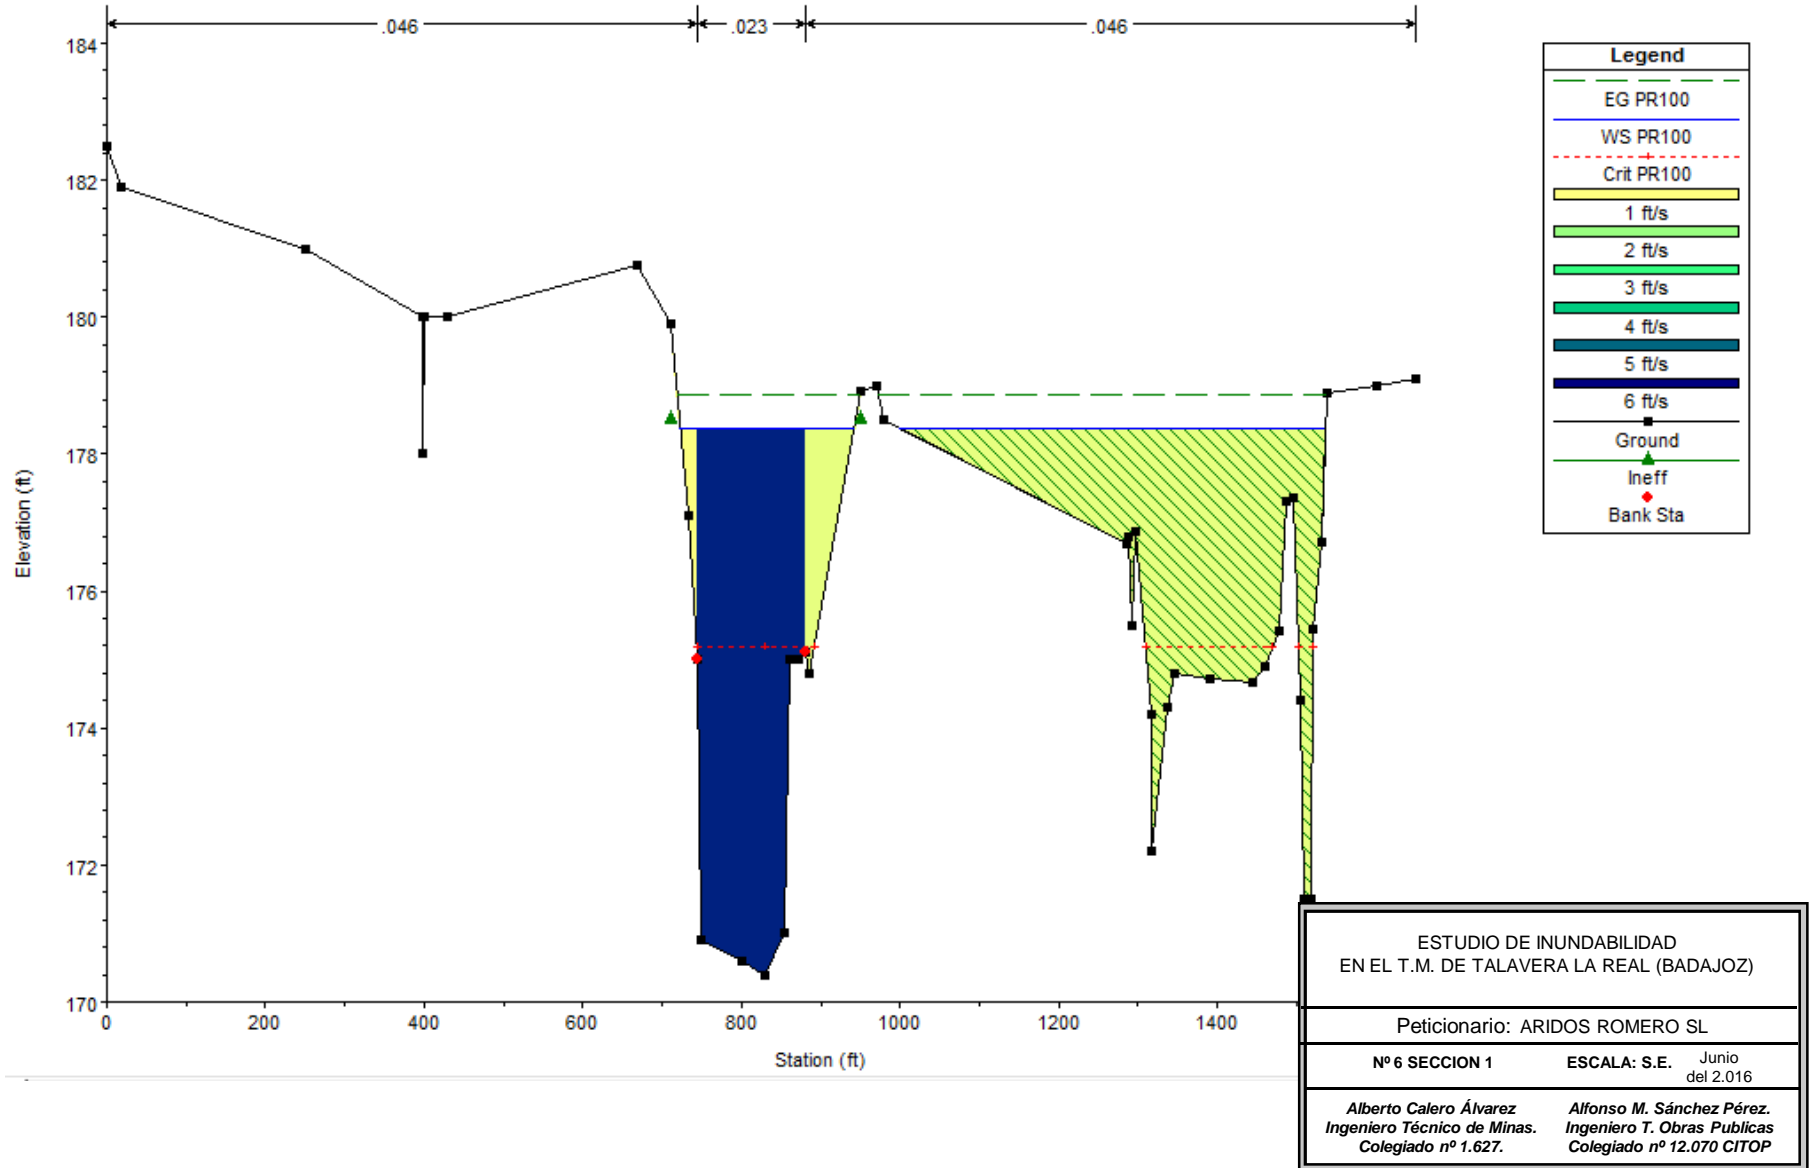 .046
.023
.046
184
182
180
178
176
174
172
170
Elevation (ft)
0
200
400
600
800
1000
1200
1400
Station (ft)
Legend
EG PR100
WS PR100
Crit PR100
1 ft/s
2 ft/s
3 ft/s
4 ft/s
5 ft/s
6 ft/s
Ground
Ineff
Bank Sta
ESTUDIO DE INUNDABILIDAD
EN EL T.M. DE TALAVERA LA REAL (BADAJOZ)
Peticionario: ARIDOS ROMERO SL
Nº 6 SECCION 1
ESCALA: S.E.
Junio
del 2.016
Alberto Calero Álvarez
Ingeniero Técnico de Minas.
Colegiado nº 1.627.
Alfonso M. Sánchez Pérez.
Ingeniero T. Obras Publicas
Colegiado nº 12.070 CITOP